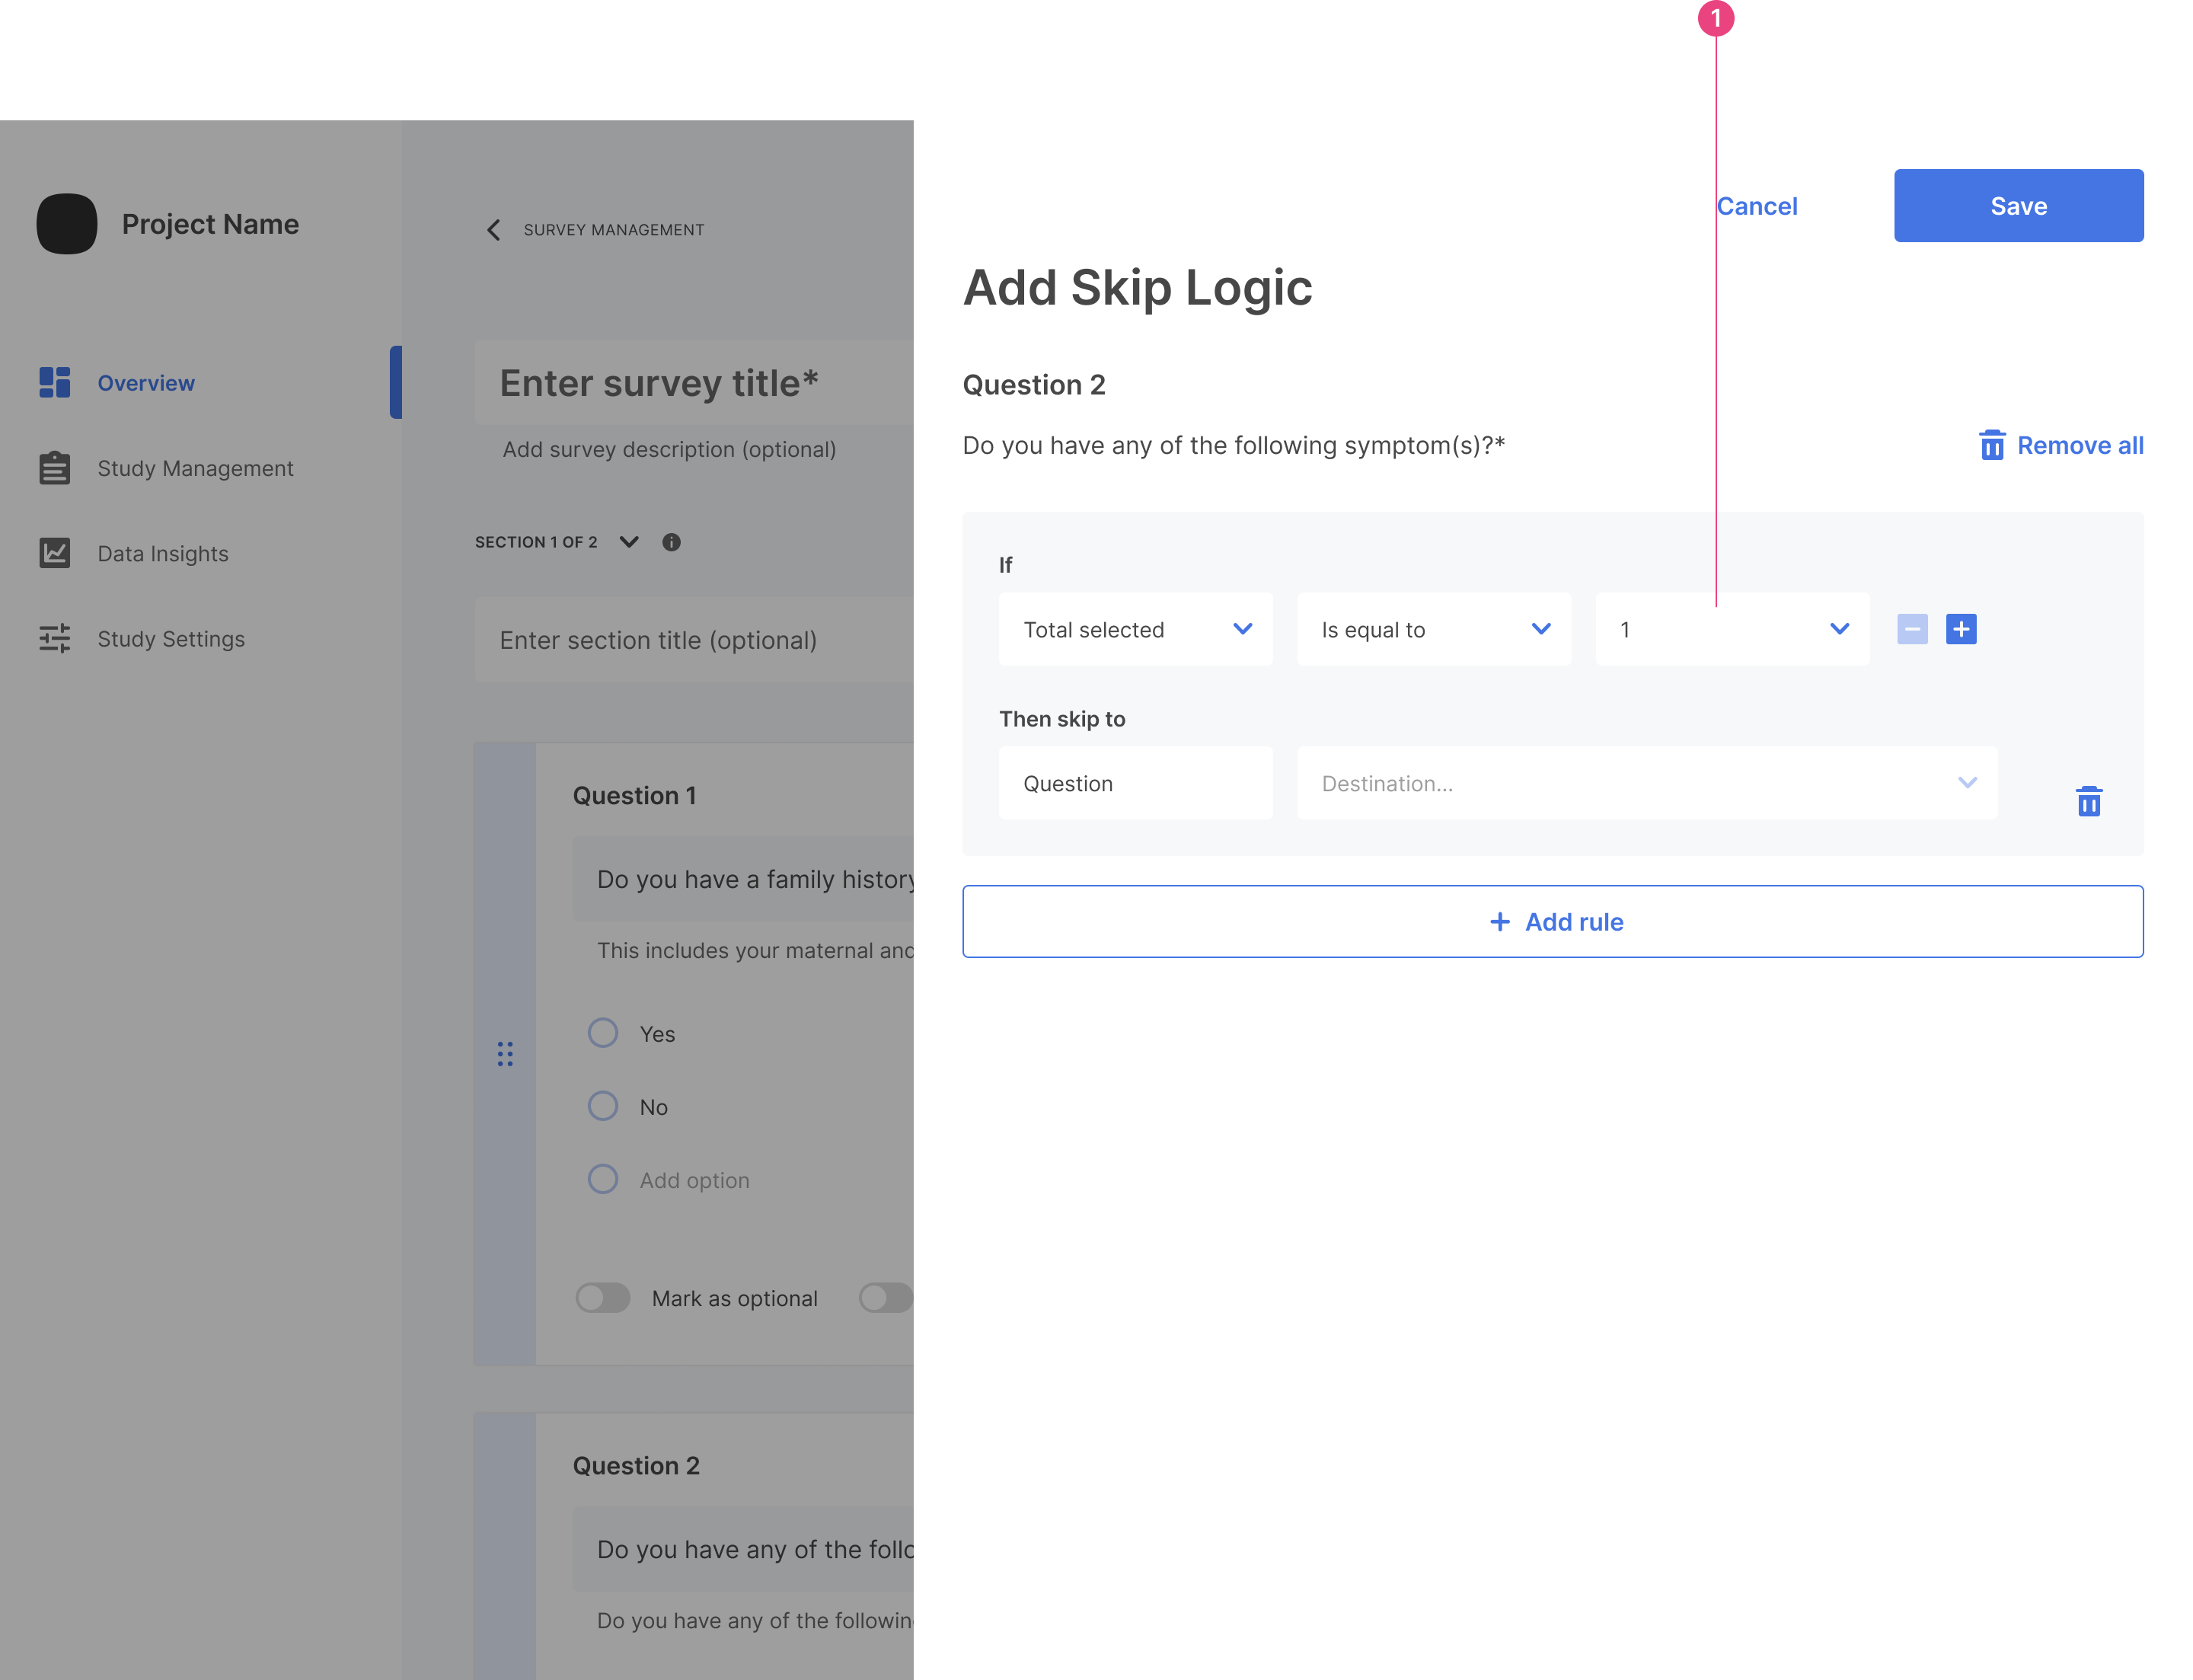 1
Project Name
Overview
Study Management
Data Insights
Study Settings
SURVEY MANAGEMENT
Enter survey title*
Add survey description (optional)
SECTION 1 OF 2
Enter section title (optional)
Question 1
Do you have a family history
This includes your maternal and
Yes
No
Add option
Mark as optional
Question 2
Do you have any of the follo
Do you have any of the followin
Cancel
Save
Add Skip Logic
Question 2
Do you have any of the following symptom(s)?*
Remove all
If
Total selected
Is equal to
1
Then skip to
Question
Destination...
Add rule